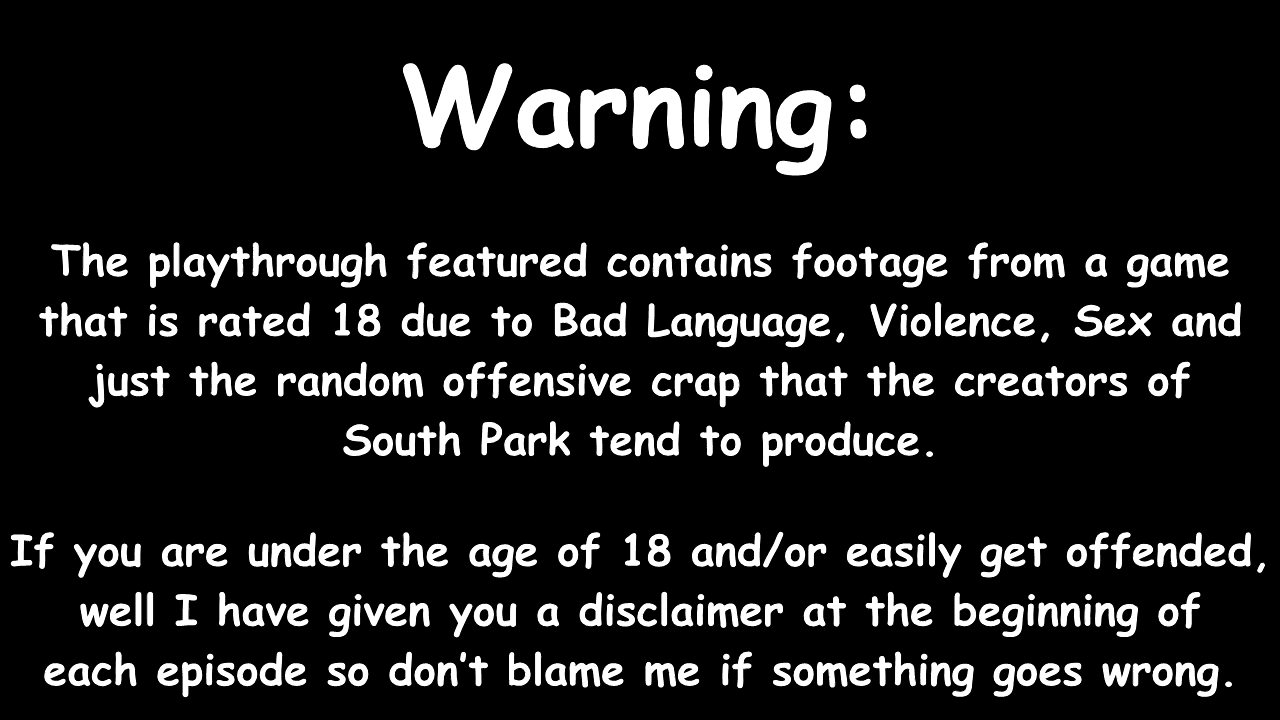 Warning:
The playthrough featured contains footage from a game
that is rated 18 due to Bad Language, Violence, Sex and
just the random offensive crap that the creators of
South Park tend to produce.
If you are under the age of 18 and/or easily get offended,
well I have given you a disclaimer at the beginning of
each episode so don't blame me if something goes wrong.